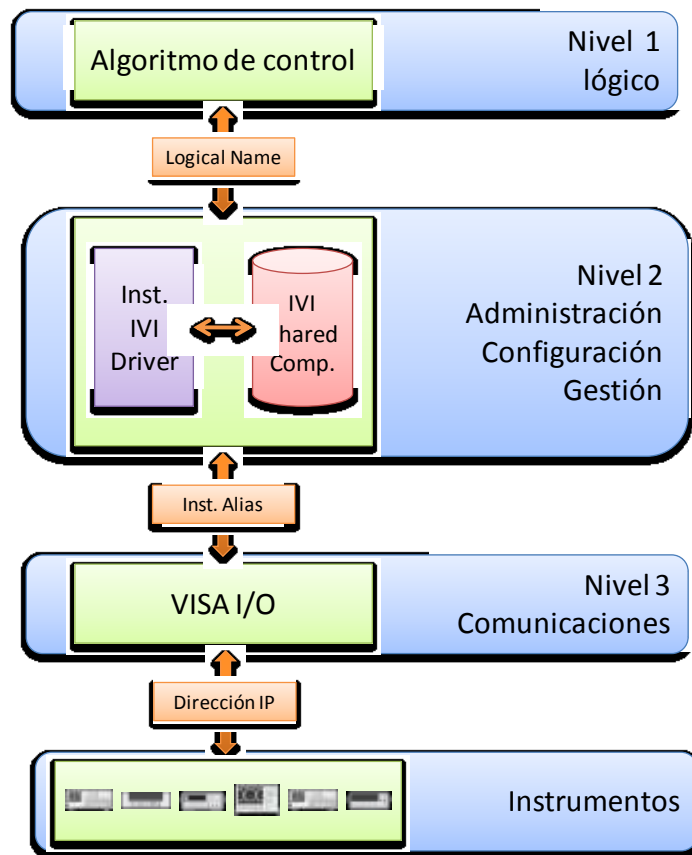 Algoritmo de control
Nivel 1
lógico
Logical Name
Inst.
IVI
Driver
IVI
hared
Comp.
Nivel 2
Administración
Configuración
Gestión
Inst. Alias
VISA I/O
Nivel 3
Comunicaciones
Dirección IP
Instrumentos